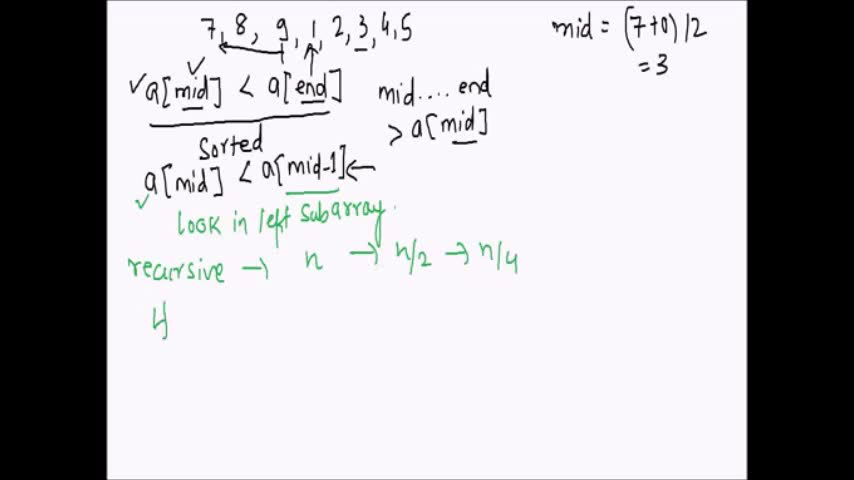 7, 8, 9, 1, 2, 3, 4, 5
mid = (7+0)/2
= 3
a[mid] < a[end]
mid....end
> a[mid]
Sorted
a[mid] < a[mid-1] ←
look in left subarray.
recursive → n → n/2 → n/4